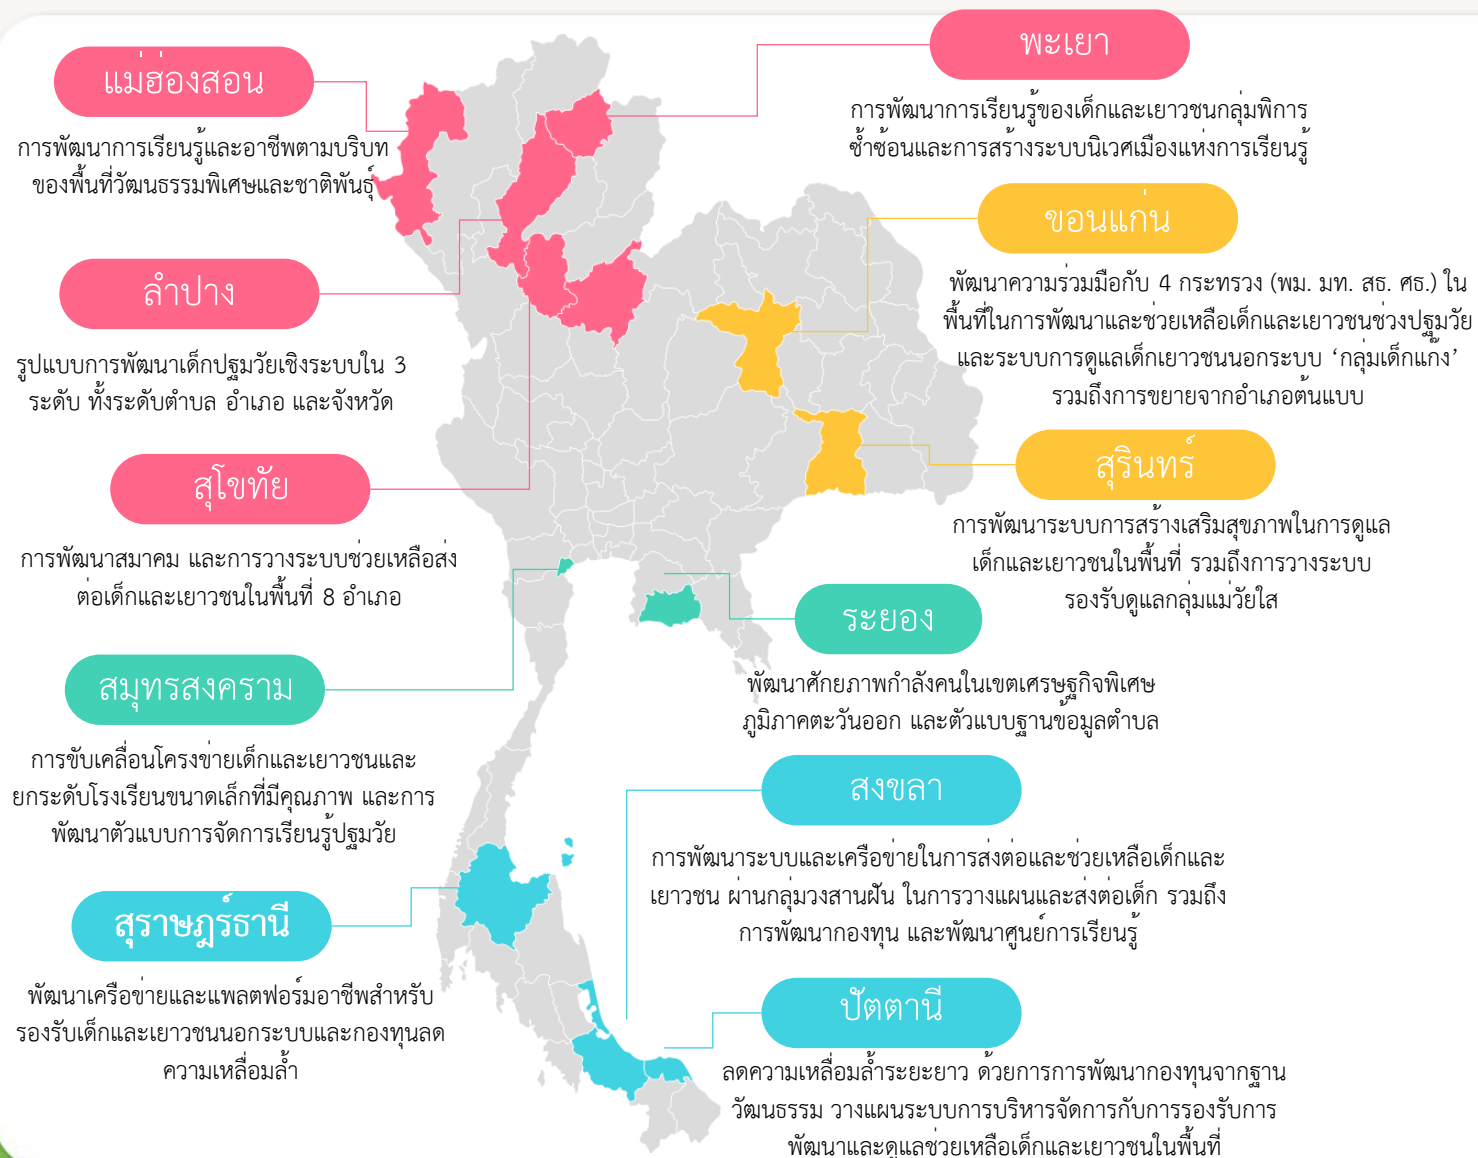 แม่ฮ่องสอน
การพัฒนาการเรียนรู้และอาชีพตามบริบท
ของพื้นที่วัฒนธรรมพิเศษและชาติพันธุ์
ลำปาง
รูปแบบการพัฒนาเด็กปฐมวัยเชิงระบบใน 3
ระดับ ทั้งระดับตำบล อำเภอ และจังหวัด
สุโขทัย
การพัฒนาสมาคม และการวางระบบช่วยเหลือส่ง
ต่อเด็กและเยาวชนในพื้นที่ 8 อำเภอ
สมุทรสงคราม
การขับเคลื่อนโครงข่ายเด็กและเยาวชนและ
ยกระดับโรงเรียนขนาดเล็กที่มีคุณภาพ และการ
พัฒนาตัวแบบการจัดการเรียนรู้ปฐมวัย
สุราษฎร์ธานี
พัฒนาเครือข่ายและแพลตฟอร์มอาชีพสำหรับ
รองรับเด็กและเยาวชนนอกระบบและกองทุนลด
ความเหลื่อมล้ำ
พะเยา
การพัฒนาการเรียนรู้ของเด็กและเยาวชนกลุ่มพิการ
ซ้ำซ้อนและการสร้างระบบนิเวศเมืองแห่งการเรียนรู้
ขอนแก่น
พัฒนาความร่วมมือกับ 4 กระทรวง (พม. มท. สธ. ศธ.) ใน
พื้นที่ในการพัฒนาและช่วยเหลือเด็กและเยาวชนช่วงปฐมวัย
และระบบการดูแลเด็กเยาวชนนอกระบบ ‘กลุ่มเด็กแก๊ง’
รวมถึงการขยายจากอำเภอต้นแบบ
สุรินทร์
การพัฒนาระบบการสร้างเสริมสุขภาพในการดูแล
เด็กและเยาวชนในพื้นที่ รวมถึงการวางระบบ
รองรับดูแลกลุ่มแม่วัยใส
ระยอง
พัฒนาศักยภาพกำลังคนในเขตเศรษฐกิจพิเศษ
ภูมิภาคตะวันออก และตัวแบบฐานข้อมูลตำบล
สงขลา
การพัฒนาระบบและเครือข่ายในการส่งต่อและช่วยเหลือเด็กและ
เยาวชน ผ่านกลุ่มวงสานฝัน ในการวางแผนและส่งต่อเด็ก รวมถึง
การพัฒนากองทุน และพัฒนาศูนย์การเรียนรู้
ปัตตานี
ลดความเหลื่อมล้ำระยะยาว ด้วยการการพัฒนากองทุนจากฐาน
วัฒนธรรม วางแผนระบบการบริหารจัดการกับการรองรับการ
พัฒนาและดูแลช่วยเหลือเด็กและเยาวชนในพื้นที่